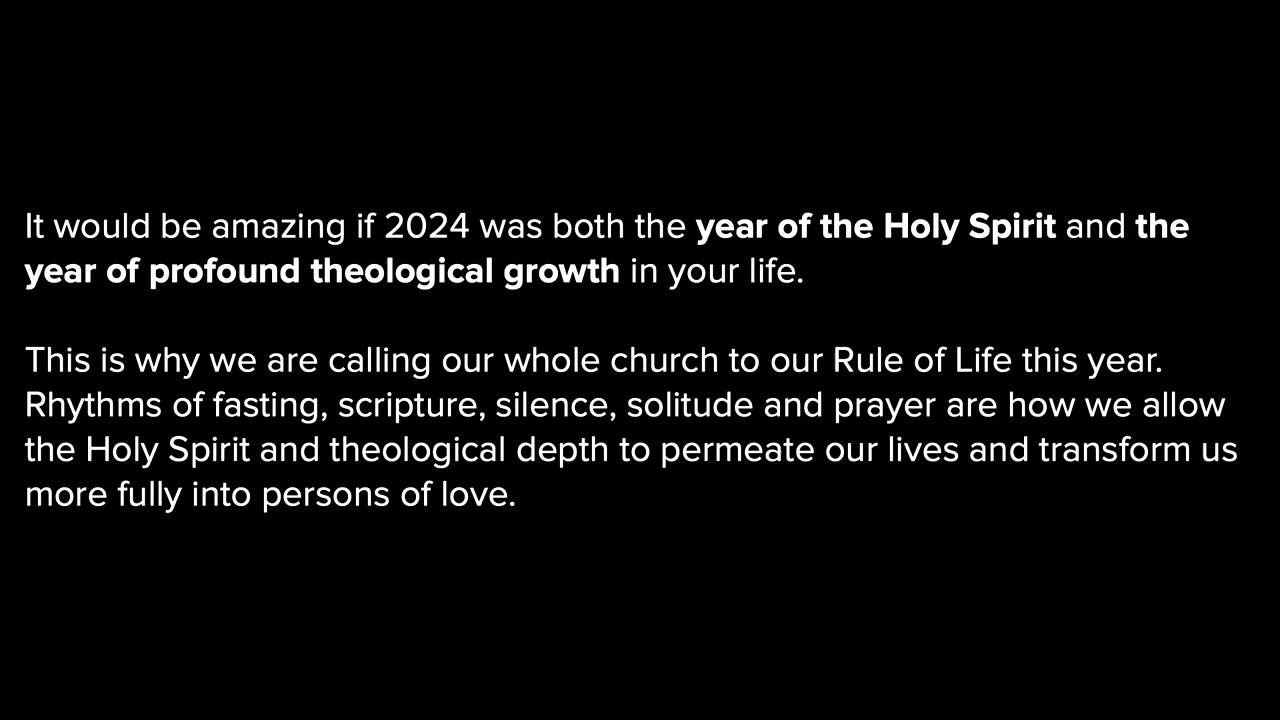 It would be amazing if 2024 was both the year of the Holy Spirit and the
year of profound theological growth in your life.
This is why we are calling our whole church to our Rule of Life this year.
Rhythms of fasting, scripture, silence, solitude and prayer are how we allow
the Holy Spirit and theological depth to permeate our lives and transform us
more fully into persons of love.